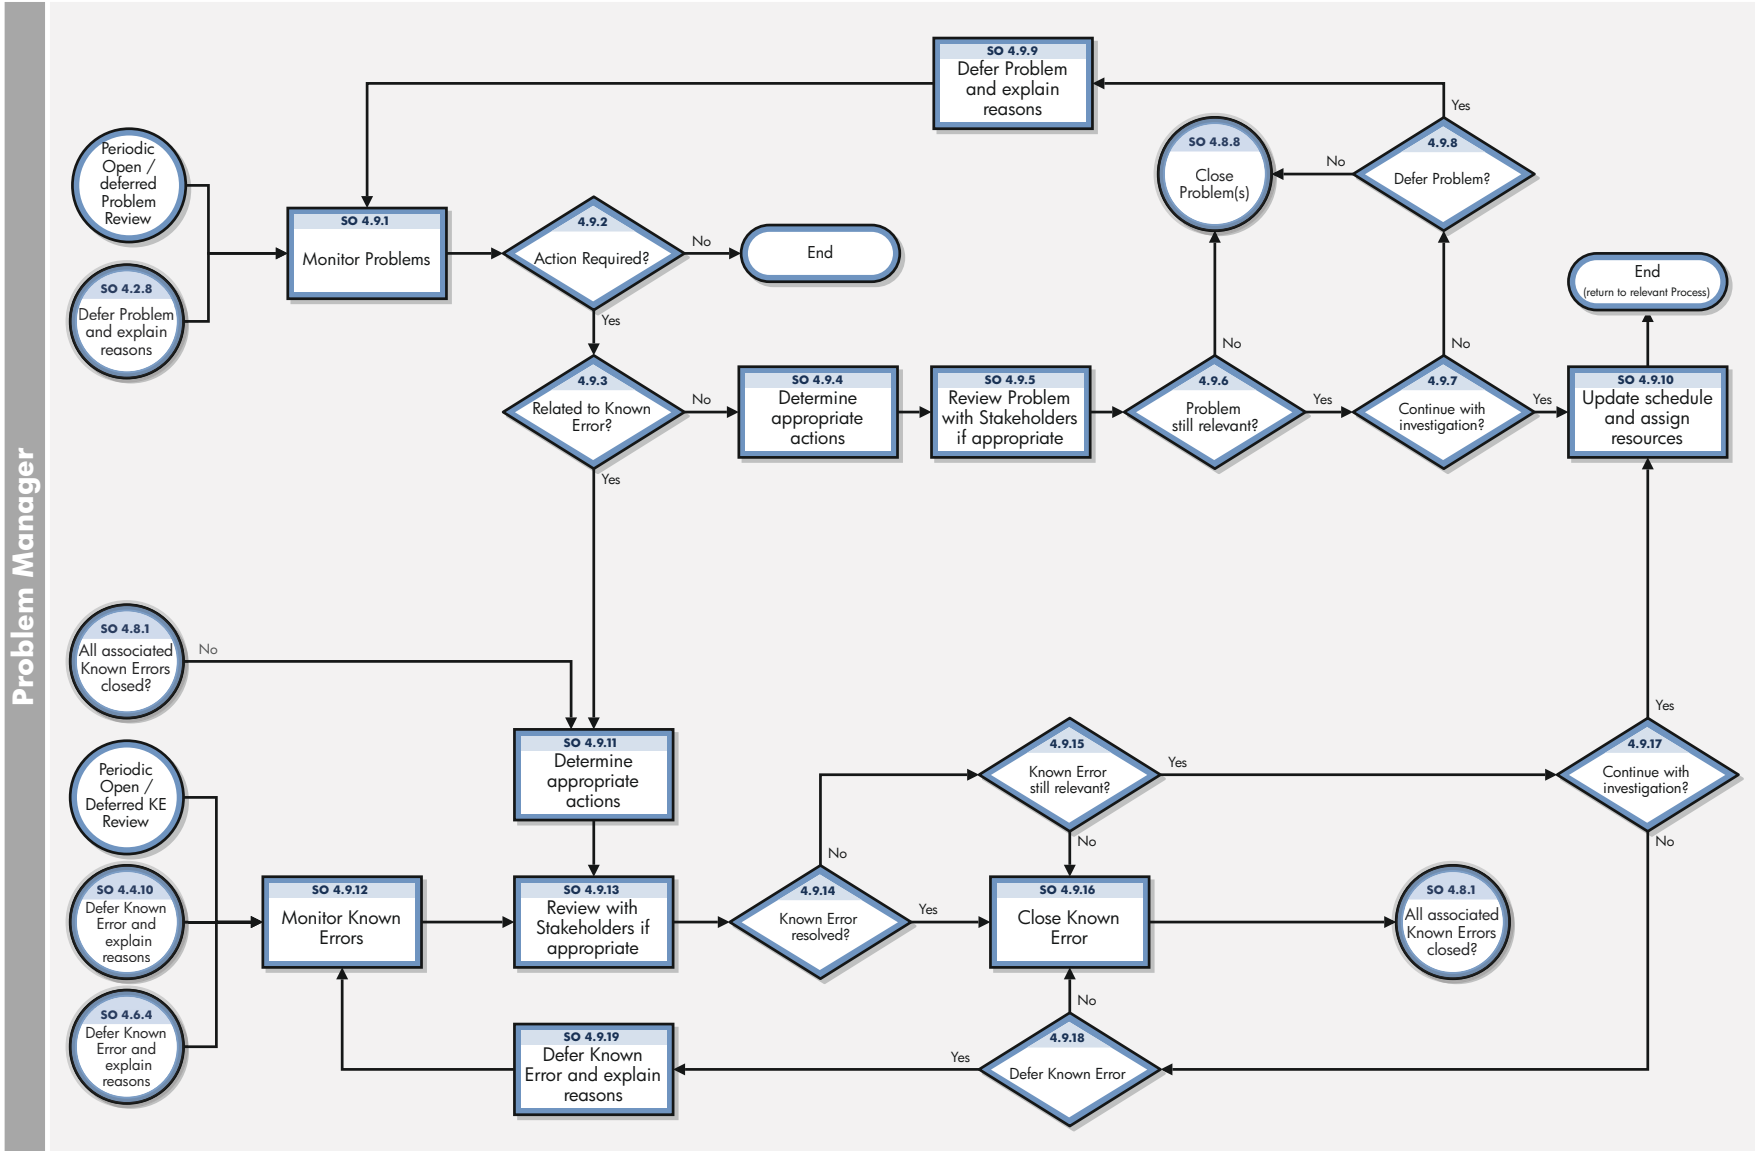 Problem Manager
SO 4.9.9
Defer Problem
and explain
reasons
Yes
Periodic
Open /
deferred
Problem
Review
SO 4.8.8
Close
Problem(s)
No
4.9.8
Defer Problem?
SO 4.9.1
Monitor Problems
4.9.2
Action Required?
No
End
Yes
SO 4.2.8
Defer Problem
and explain
reasons
End
(return to relevant Process)
No
No
4.9.3
Related to Known
Error?
No
SO 4.9.4
Determine
appropriate
actions
SO 4.9.5
Review Problem
with Stakeholders
if appropriate
4.9.6
Problem
still relevant?
Yes
4.9.7
Continue with
investigation?
Yes
SO 4.9.10
Update schedule
and assign
resources
Yes
SO 4.8.1
All associated
Known Errors
closed?
No
SO 4.9.11
Determine
appropriate
actions
4.9.15
Known Error
still relevant?
Yes
Yes
4.9.17
Continue with
investigation?
Periodic
Open /
Deferred KE
Review
No
No
No
SO 4.4.10
Defer Known
Error and
explain
reasons
SO 4.9.12
Monitor Known
Errors
SO 4.9.13
Review with
Stakeholders if
appropriate
4.9.14
Known Error
resolved?
Yes
SO 4.9.16
Close Known
Error
SO 4.8.1
All associated
Known Errors
closed?
No
SO 4.6.4
Defer Known
Error and
explain
reasons
SO 4.9.19
Defer Known
Error and explain
reasons
Yes
4.9.18
Defer Known Error